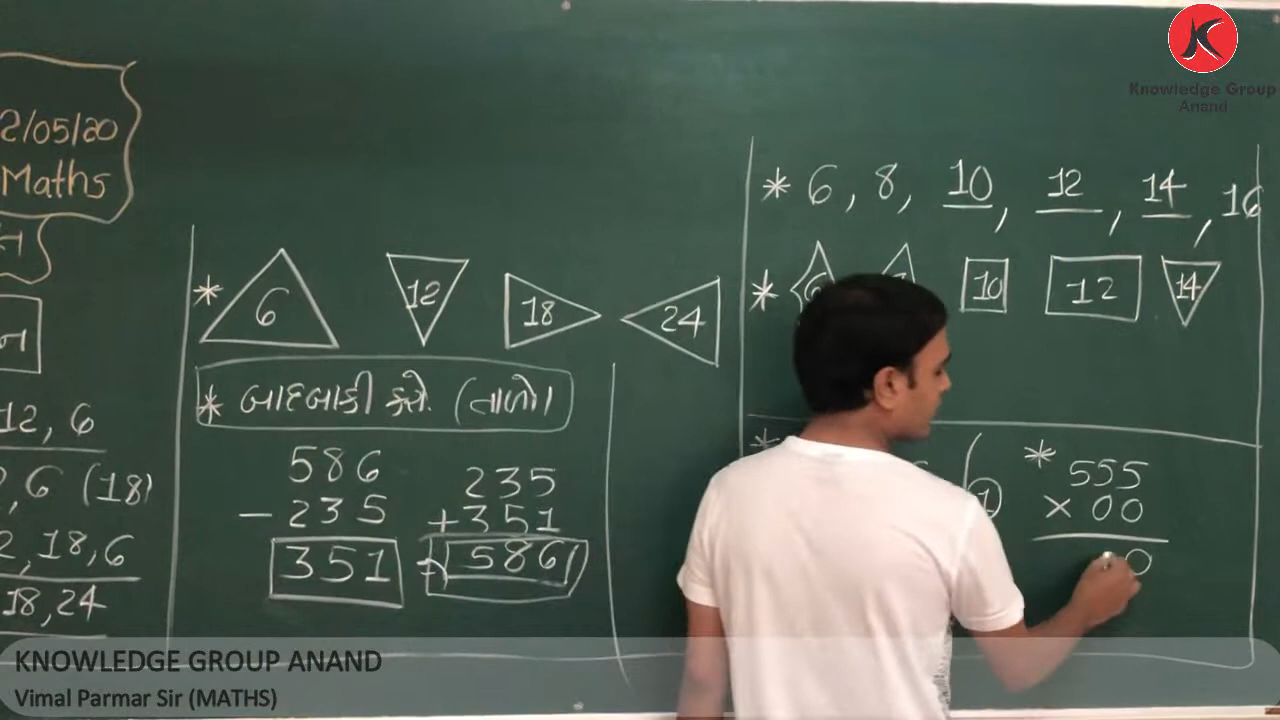 Knowledge Group
Anand
2/05/20
Maths
12, 6
,6 (18)
2,18,6
18,24
* 6 12 18 24
* બાદબાકી કરો. (તાળો)
586
- 235
351
235
+351
586
* 6, 8, 10, 12, 14, 16
* 10 12 14
*
1
* 555
× 00
0
KNOWLEDGE GROUP ANAND
Vimal Parmar Sir (MATHS)